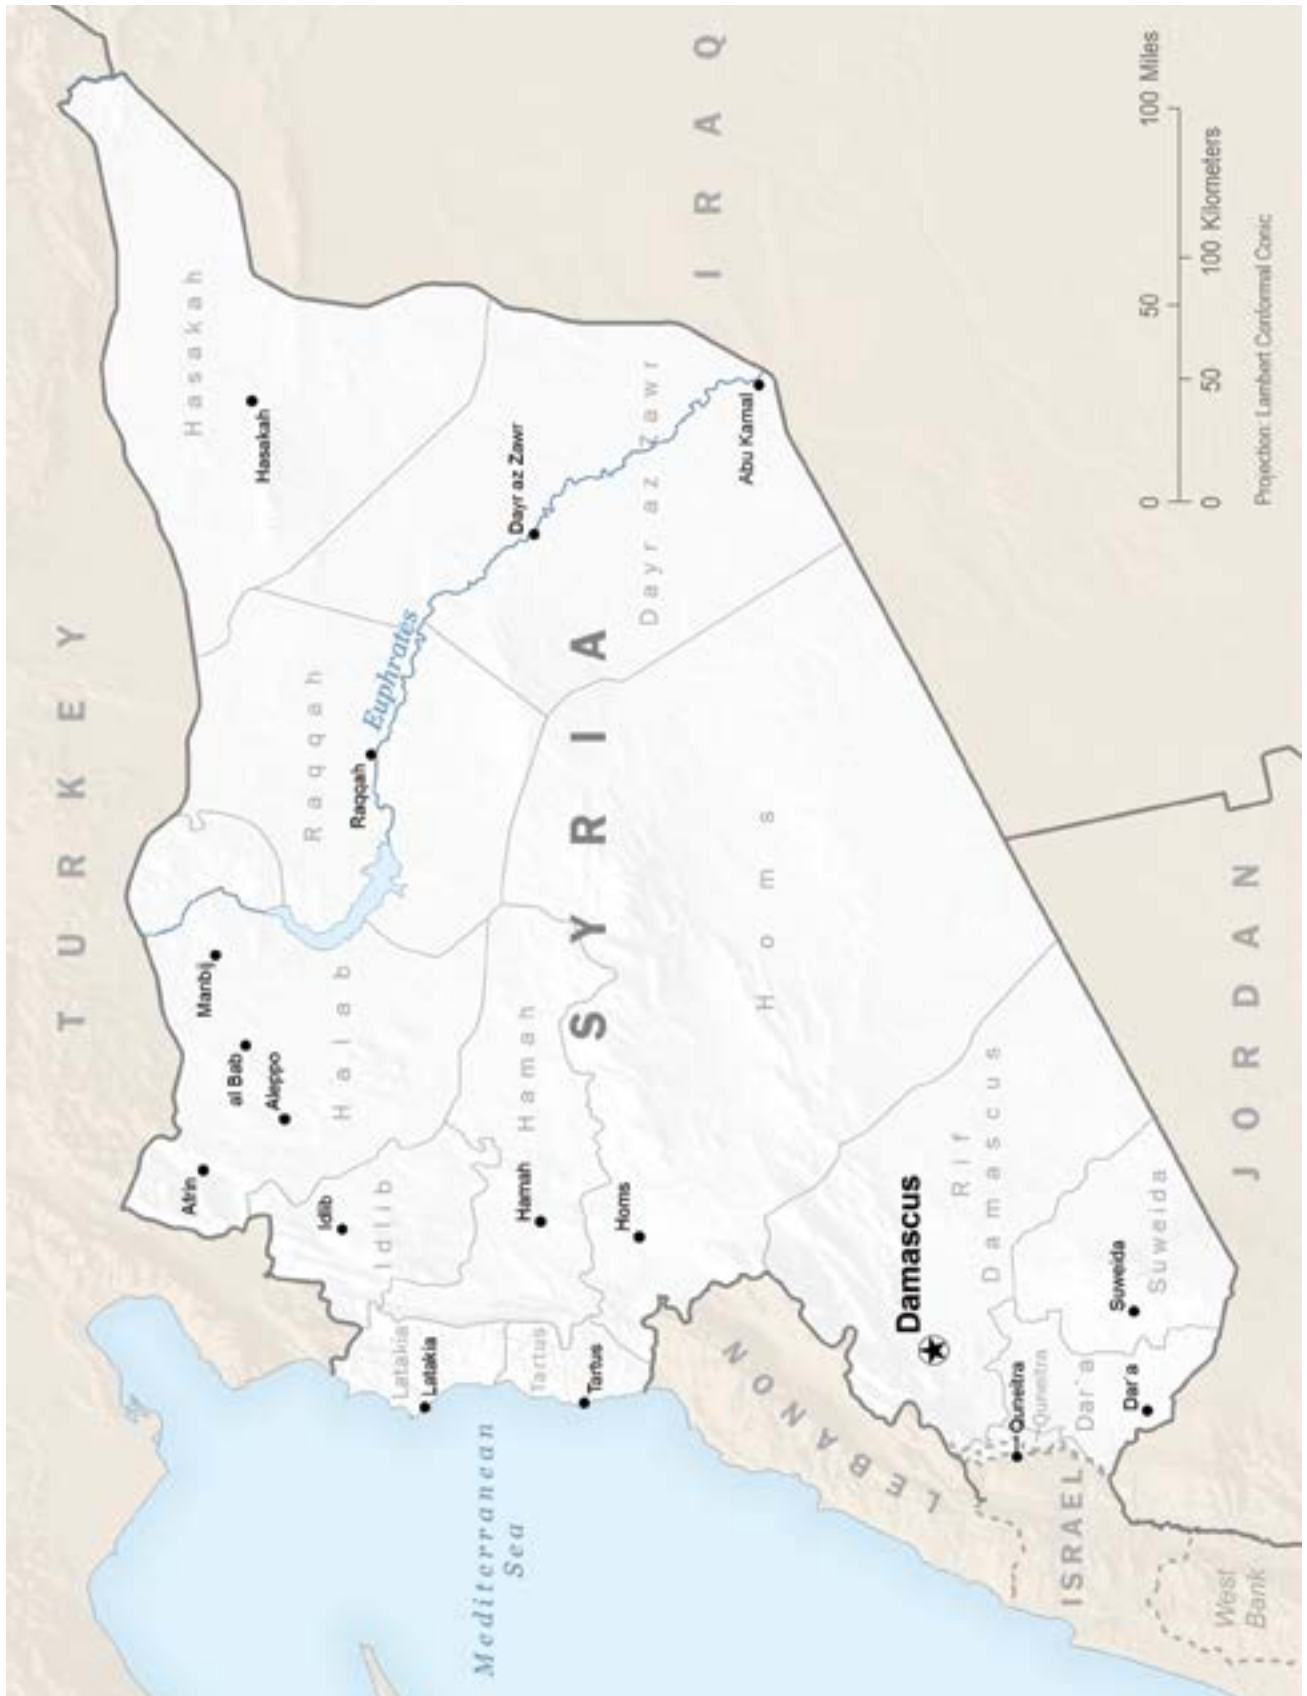 TURKEY
Hasakah
Hasakah
Manbij
al Bab
Aleppo
Afrin
Halab
Raqqah
Raqqah
Euphrates
Idlib
Idlib
Dayr az Zawr
Dayr az Zawr
Latakia
Latakia
Hamah
Hamah
SYRIA
Tartus
Tartus
Homs
Homs
Abu Kamal
IRAQ
Mediterranean
Sea
LEBANON
Damascus
Rif
Damascus
Quneitra
Quneitra
ISRAEL
Dar`a
Dar`a
Suweida
Suweida
West
Bank
JORDAN
0 50 100 Miles
0 50 100 Kilometers
Projection: Lambert Conformal Conic